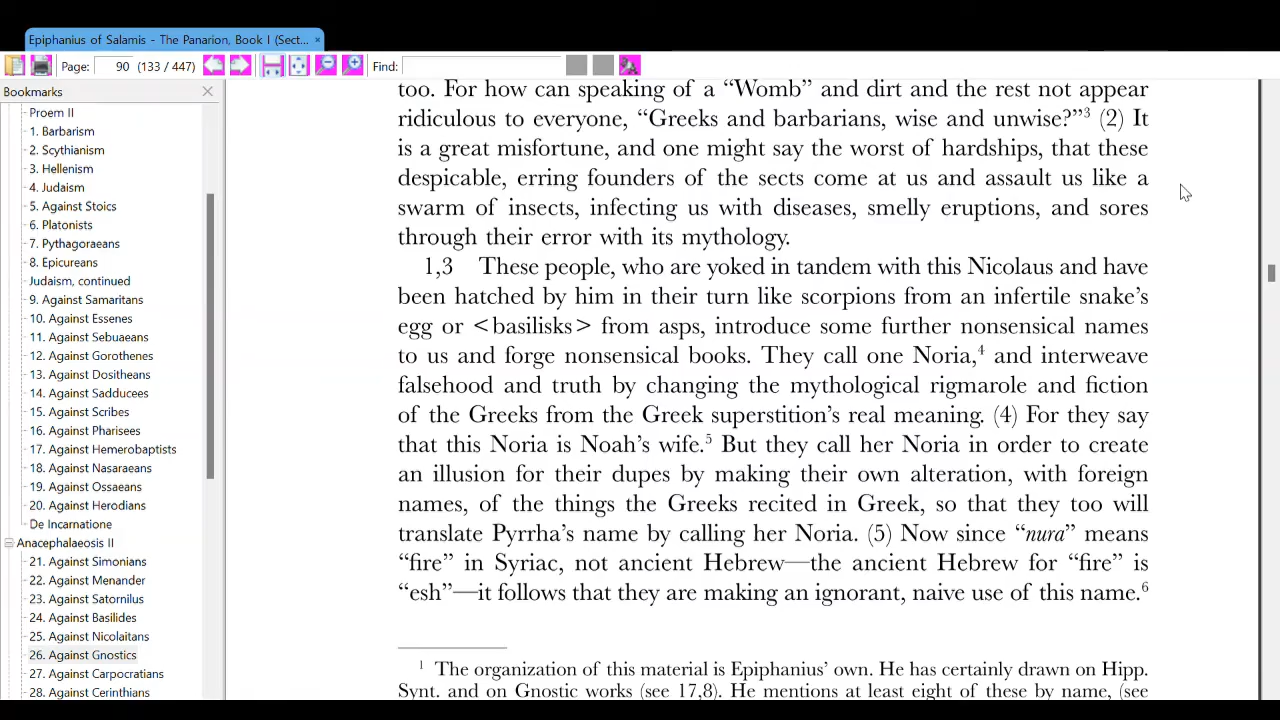 Epiphanius of Salamis - The Panarion, Book I (Sect... ×
Page: 90 (133 / 447) Find:
Bookmarks
Proem II
1. Barbarism
2. Scythianism
3. Hellenism
4. Judaism
5. Against Stoics
6. Platonists
7. Pythagoraeans
8. Epicureans
Judaism, continued
9. Against Samaritans
10. Against Essenes
11. Against Sebuaeans
12. Against Gorothenes
13. Against Dositheans
14. Against Sadducees
15. Against Scribes
16. Against Pharisees
17. Against Hemerobaptists
18. Against Nasaraeans
19. Against Ossaeans
20. Against Herodians
De Incarnatione
Anacephalaeosis II
21. Against Simonians
22. Against Menander
23. Against Satornilus
24. Against Basilides
25. Against Nicolaitans
26. Against Gnostics
27. Against Carpocratians
28. Against Cerinthians
too. For how can speaking of a “Womb” and dirt and the rest not appear
ridiculous to everyone, “Greeks and barbarians, wise and unwise?”³ (2) It
is a great misfortune, and one might say the worst of hardships, that these
despicable, erring founders of the sects come at us and assault us like a
swarm of insects, infecting us with diseases, smelly eruptions, and sores
through their error with its mythology.
1,3 These people, who are yoked in tandem with this Nicolaus and have
been hatched by him in their turn like scorpions from an infertile snake’s
egg or <basilisks> from asps, introduce some further nonsensical names
to us and forge nonsensical books. They call one Noria,⁴ and interweave
falsehood and truth by changing the mythological rigmarole and fiction
of the Greeks from the Greek superstition’s real meaning. (4) For they say
that this Noria is Noah’s wife.⁵ But they call her Noria in order to create
an illusion for their dupes by making their own alteration, with foreign
names, of the things the Greeks recited in Greek, so that they too will
translate Pyrrha’s name by calling her Noria. (5) Now since “nura” means
“fire” in Syriac, not ancient Hebrew—the ancient Hebrew for “fire” is
“esh”—it follows that they are making an ignorant, naive use of this name.⁶
¹ The organization of this material is Epiphanius’ own. He has certainly drawn on Hipp.
Synt. and on Gnostic works (see 17,8). He mentions at least eight of these by name, (see